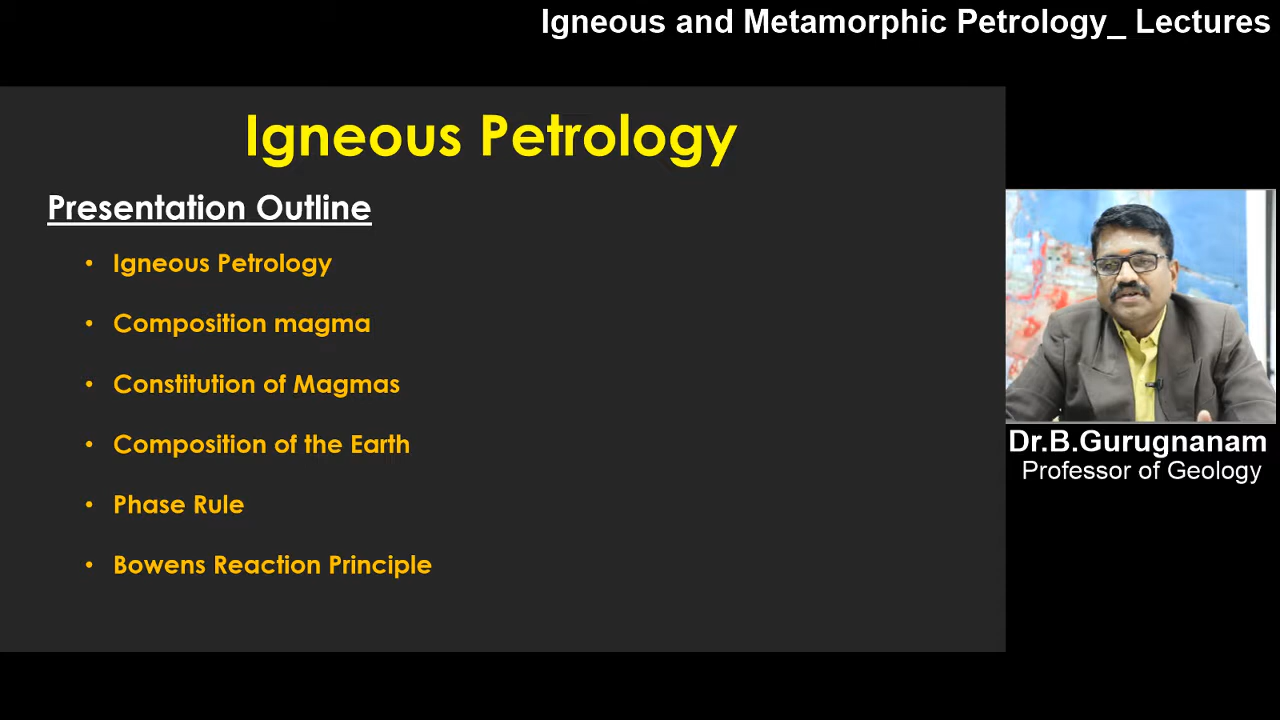 Igneous and Metamorphic Petrology_ Lectures
Igneous Petrology
Presentation Outline
• Igneous Petrology
• Composition magma
• Constitution of Magmas
• Composition of the Earth
• Phase Rule
• Bowens Reaction Principle
Dr.B.Gurugnanam
Professor of Geology